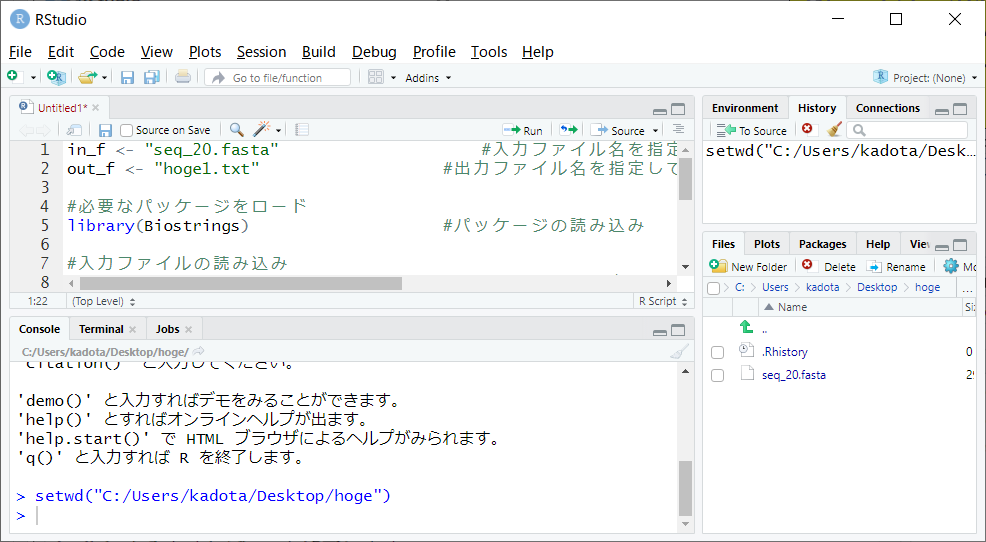 RStudio
File Edit Code View Plots Session Build Debug Profile Tools Help
Go to file/function Addins Project: (None)
Untitled1*
Source on Save Run Source
1 in_f <- "seq_20.fasta" #入力ファイル名を指定
2 out_f <- "hoge1.txt" #出力ファイル名を指定して
3
4 #必要なパッケージをロード
5 library(Biostrings) #パッケージの読み込み
6
7 #入力ファイルの読み込み
8
1:22 (Top Level) R Script
Console Terminal Jobs
C:/Users/kadota/Desktop/hoge/
'citation()' と入力してください。
'demo()' と入力すればデモをみることができます。
'help()' とすればオンラインヘルプが出ます。
'help.start()' で HTML ブラウザによるヘルプがみられます。
'q()' と入力すれば R を終了します。
> setwd("C:/Users/kadota/Desktop/hoge")
>
Environment History Connections
To Source
setwd("C:/Users/kadota/Desk...
Files Plots Packages Help
New Folder Delete Rename
C: Users kadota Desktop hoge ...
Name
..
.Rhistory 0
seq_20.fasta